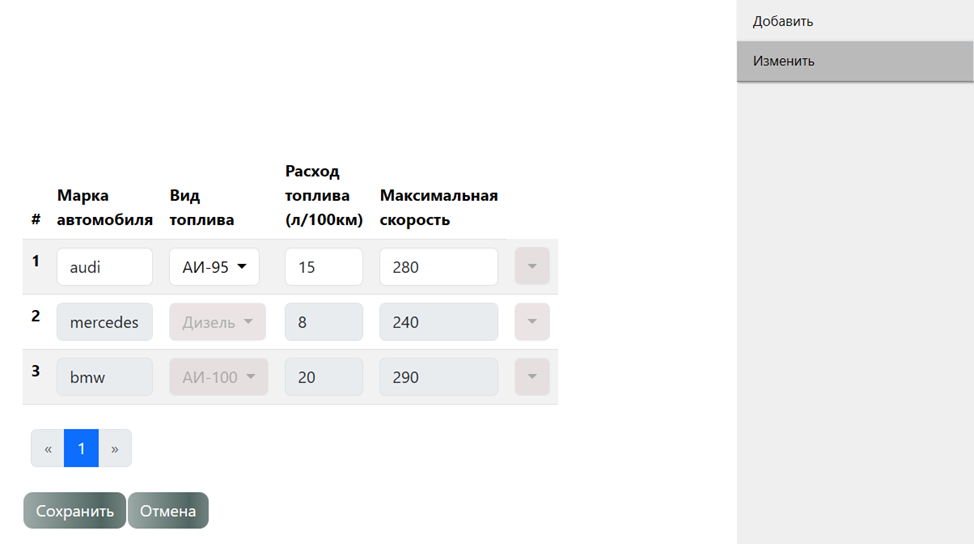 Добавить
Изменить
# Марка автомобиля Вид топлива Расход топлива (л/100км) Максимальная скорость
1 audi АИ-95 15 280
2 mercedes Дизель 8 240
3 bmw АИ-100 20 290
« 1 »
Сохранить Отмена